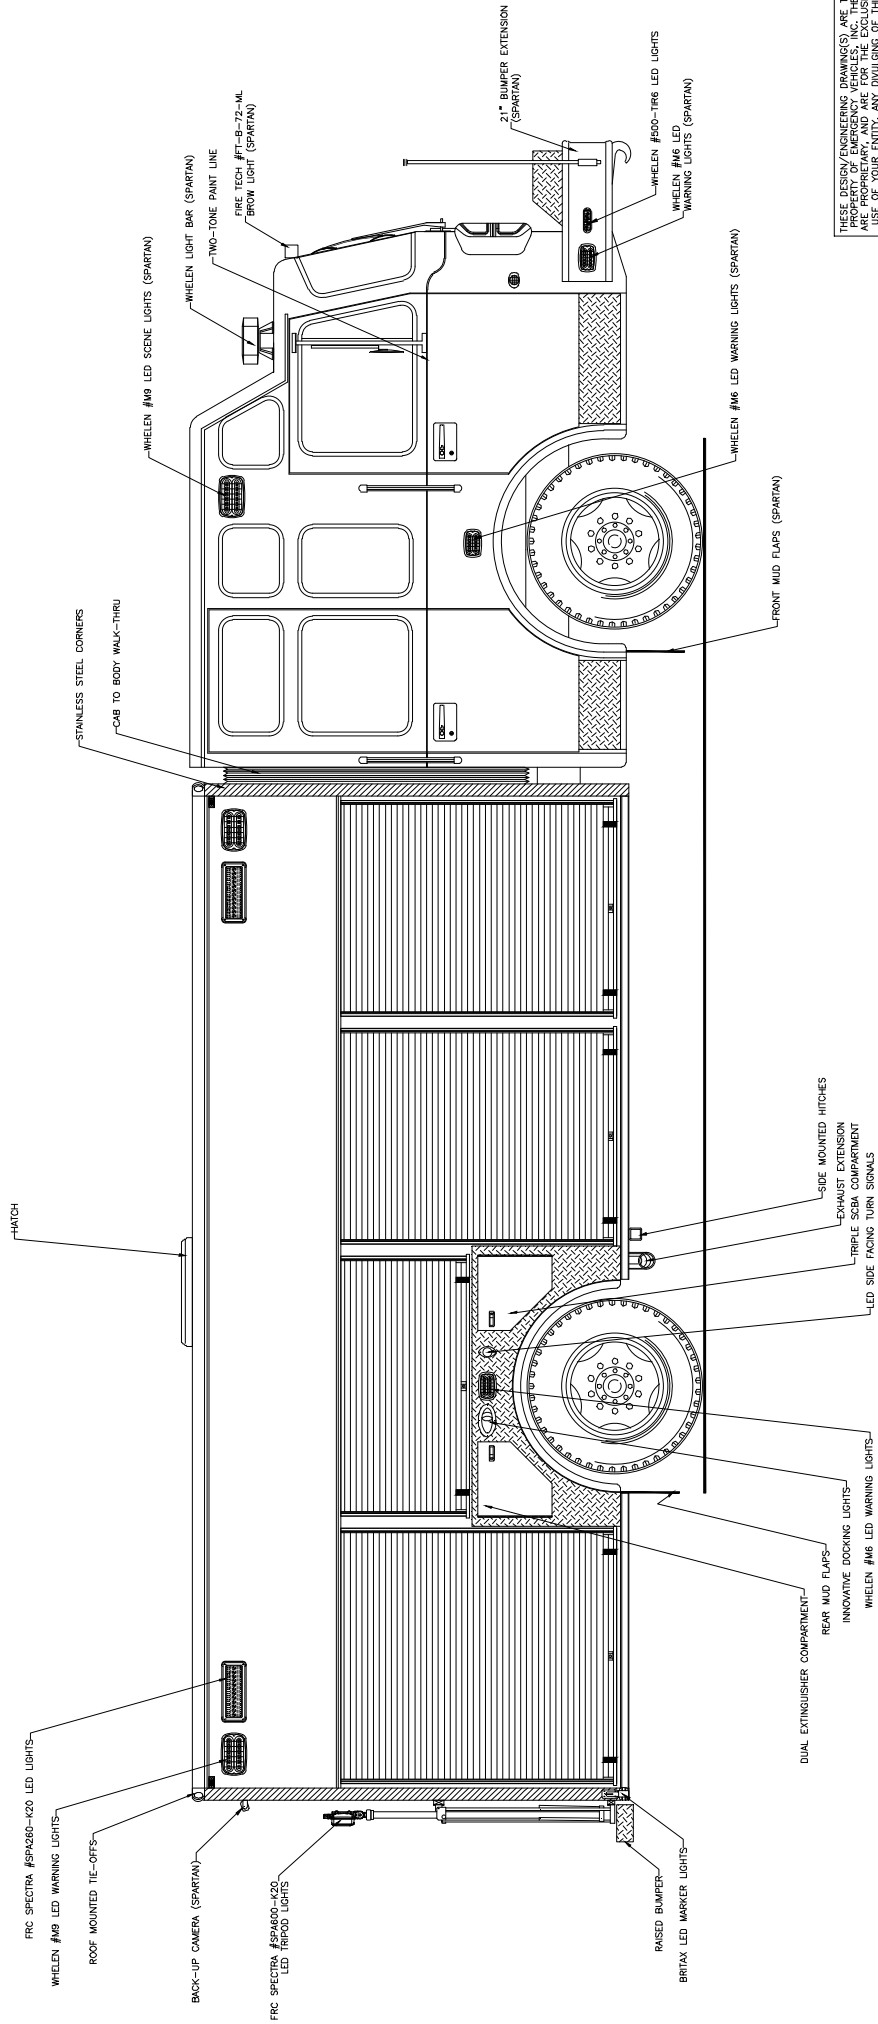 HATCH
FRC SPECTRA #SPA260-K20 LED LIGHTS
WHELEN #M9 LED WARNING LIGHTS
ROOF MOUNTED TIE-OFFS
BACK-UP CAMERA (SPARTAN)
FRC SPECTRA #SPA600-K20
LED TRIPOD LIGHTS
RAISED BUMPER
BRITAX LED MARKER LIGHTS
STAINLESS STEEL CORNERS
CAB TO BODY WALK-THRU
WHELEN #M9 LED SCENE LIGHTS (SPARTAN)
WHELEN LIGHT BAR (SPARTAN)
TWO-TONE PAINT LINE
FIRE TECH #FT-B-72-ML
BROW LIGHT (SPARTAN)
21" BUMPER EXTENSION
(SPARTAN)
WHELEN #500-TIR6 LED LIGHTS
WHELEN #M6 LED
WARNING LIGHTS (SPARTAN)
WHELEN #M6 LED WARNING LIGHTS (SPARTAN)
FRONT MUD FLAPS (SPARTAN)
SIDE MOUNTED HITCHES
EXHAUST EXTENSION
TRIPLE SCBA COMPARTMENT
LED SIDE FACING TURN SIGNALS
DUAL EXTINGUISHER COMPARTMENT
REAR MUD FLAPS
INNOVATIVE DOCKING LIGHTS
WHELEN #M6 LED WARNING LIGHTS
THESE DESIGN/ENGINEERING DRAWING(S) ARE
PROPERTY OF EMERGENCY VEHICLES, INC.
ARE PROPRIETARY, AND ARE FOR THE
USE OF YOUR ENTITY. ANY DIVULGING OF